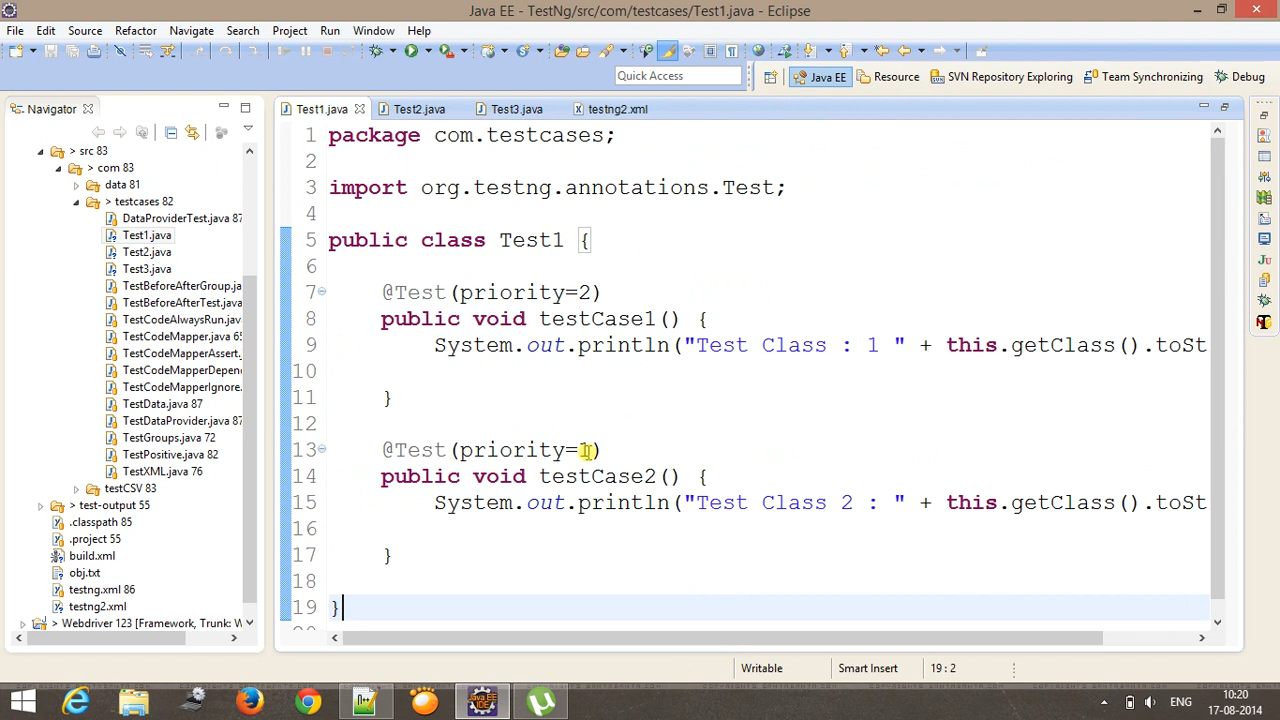 Java EE - TestNg/src/com/testcases/Test1.java - Eclipse
File Edit Source Refactor Navigate Search Project Run Window Help
Quick Access
Java EE Resource SVN Repository Exploring Team Synchronizing Debug
Navigator
Test1.java Test2.java Test3.java testng2.xml
> src 83
> com 83
data 81
> testcases 82
DataProviderTest.java 87
Test1.java
Test2.java
Test3.java
TestBeforeAfterGroup.ja
TestBeforeAfterTest.java
TestCodeAlwaysRun.java
TestCodeMapper.java 65
TestCodeMapperAssert.
TestCodeMapperDepen
TestCodeMapperIgnore.
TestData.java 87
TestDataProvider.java 87
TestGroups.java 72
TestPositive.java 82
TestXML.java 76
testCSV 83
> test-output 55
.classpath 85
.project 55
build.xml
obj.txt
testng.xml 86
testng2.xml
> Webdriver 123 [Framework, Trunk: W
1 package com.testcases;
2
3 import org.testng.annotations.Test;
4
5 public class Test1 {
6
7 @Test(priority=2)
8 public void testCase1() {
9 System.out.println("Test Class : 1 " + this.getClass().toSt
10
11 }
12
13 @Test(priority=1)
14 public void testCase2() {
15 System.out.println("Test Class 2 : " + this.getClass().toSt
16
17 }
18
19 }
Writable Smart Insert 19 : 2
ENG
10:20
17-08-2014